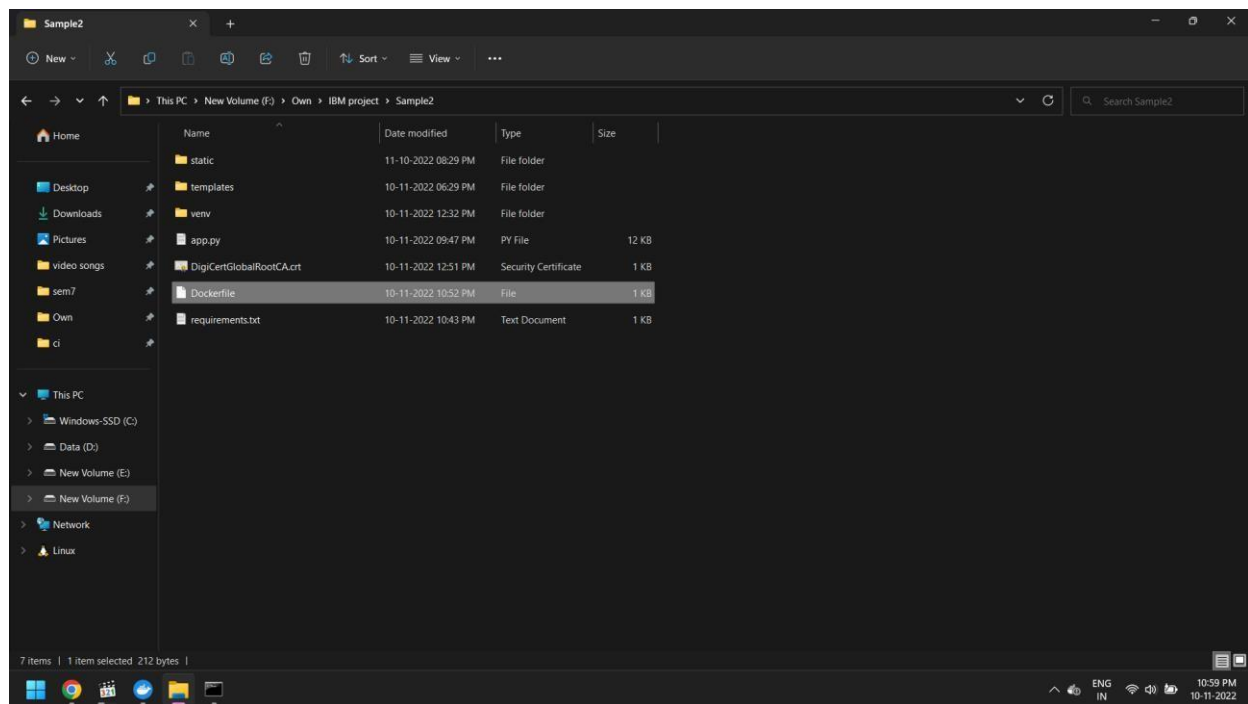 Sample2
New
Sort
View
This PC > New Volume (F:) > Own > IBM project > Sample2
Search Sample2
Home
Desktop
Downloads
Pictures
video songs
sem7
Own
ci
This PC
Windows-SSD (C:)
Data (D:)
New Volume (E:)
New Volume (F:)
Network
Linux
Name Date modified Type Size
static 11-10-2022 08:29 PM File folder
templates 10-11-2022 06:29 PM File folder
venv 10-11-2022 12:32 PM File folder
app.py 10-11-2022 09:47 PM PY File 12 KB
DigiCertGlobalRootCA.crt 10-11-2022 12:51 PM Security Certificate 1 KB
Dockerfile 10-11-2022 10:52 PM File 1 KB
requirements.txt 10-11-2022 10:43 PM Text Document 1 KB
7 items | 1 item selected 212 bytes |
ENG
IN
10:59 PM
10-11-2022